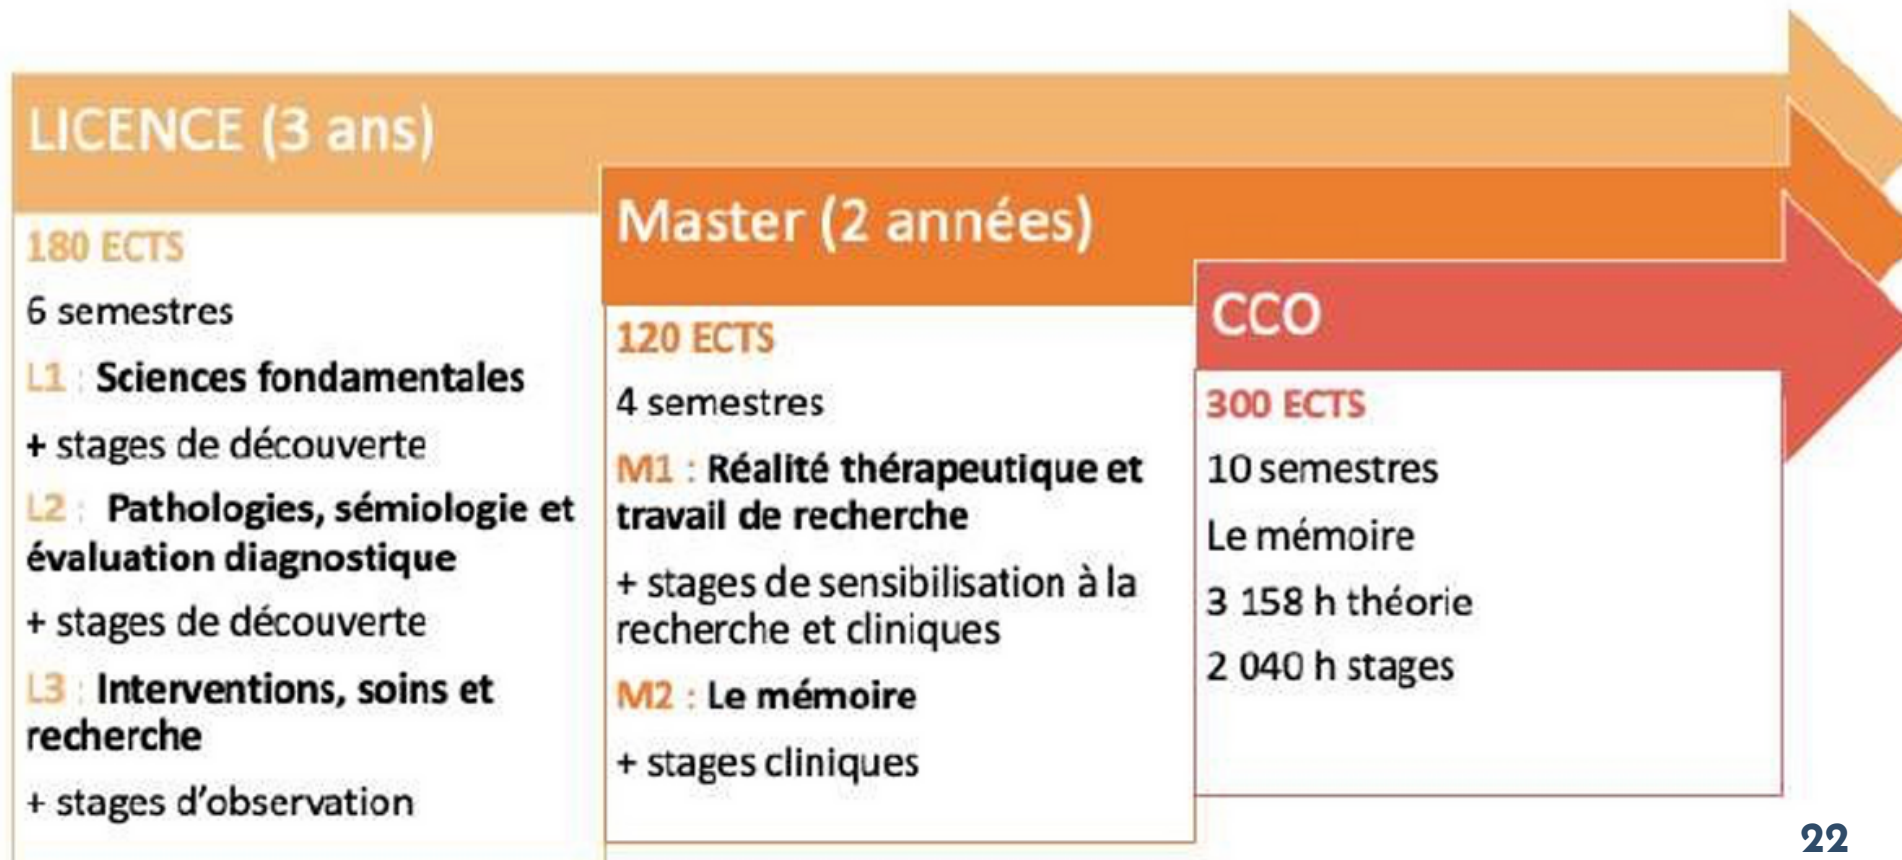 LICENCE (3 ans)
180 ECTS
6 semestres
L1 : Sciences fondamentales
+ stages de découverte
L2 : Pathologies, sémiologie et
évaluation diagnostique
+ stages de découverte
L3 : Interventions, soins et
recherche
+ stages d'observation
Master (2 années)
120 ECTS
4 semestres
M1 : Réalité thérapeutique et
travail de recherche
+ stages de sensibilisation à la
recherche et cliniques
M2 : Le mémoire
+ stages cliniques
CCO
300 ECTS
10 semestres
Le mémoire
3 158 h théorie
2 040 h stages
22